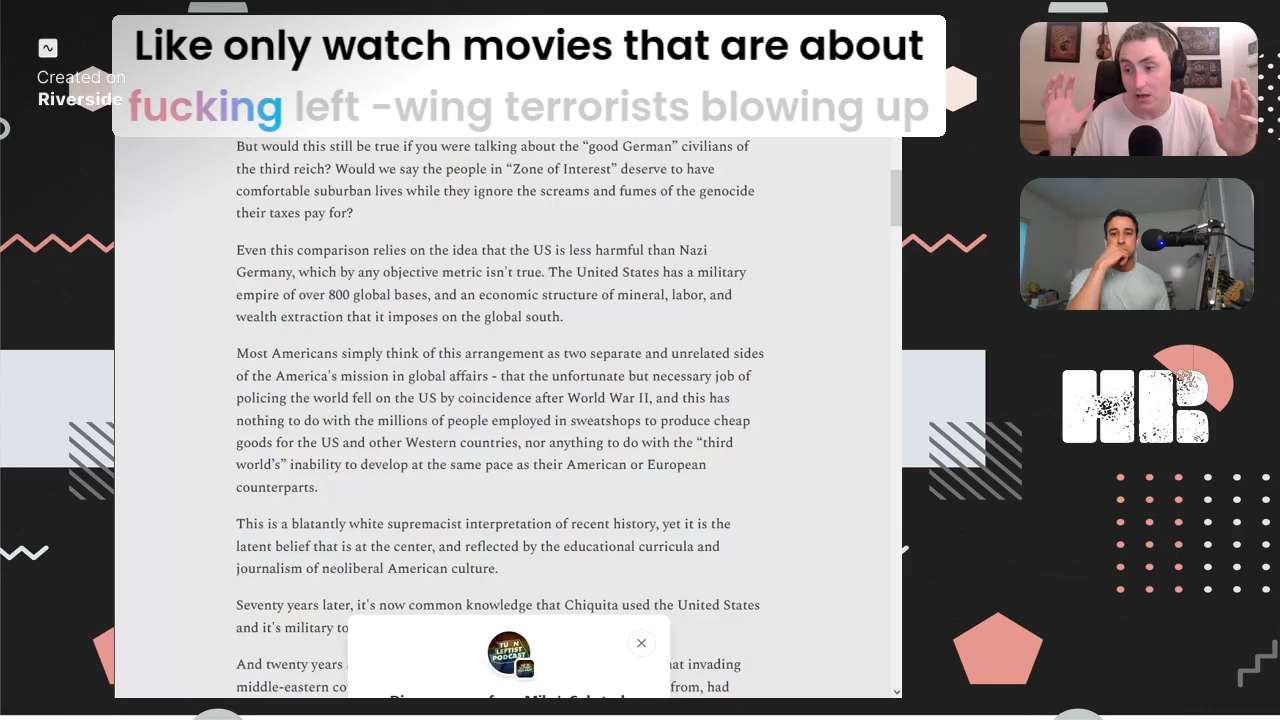 Like only watch movies that are about
fucking left -wing terrorists blowing up
Created on
Riverside
But would this still be true if you were talking about the “good German” civilians of
the third reich? Would we say the people in “Zone of Interest” deserve to have
comfortable suburban lives while they ignore the screams and fumes of the genocide
their taxes pay for?
Even this comparison relies on the idea that the US is less harmful than Nazi
Germany, which by any objective metric isn't true. The United States has a military
empire of over 800 global bases, and an economic structure of mineral, labor, and
wealth extraction that it imposes on the global south.
Most Americans simply think of this arrangement as two separate and unrelated sides
of the America's mission in global affairs - that the unfortunate but necessary job of
policing the world fell on the US by coincidence after World War II, and this has
nothing to do with the millions of people employed in sweatshops to produce cheap
goods for the US and other Western countries, nor anything to do with the “third
world’s” inability to develop at the same pace as their American or European
counterparts.
This is a blatantly white supremacist interpretation of recent history, yet it is the
latent belief that is at the center, and reflected by the educational curricula and
journalism of neoliberal American culture.
Seventy years later, it's now common knowledge that Chiquita used the United States
and it's military to
And twenty years
hat invading
middle-eastern
from, had
TURN
LEFTIST
PODCAST
HR